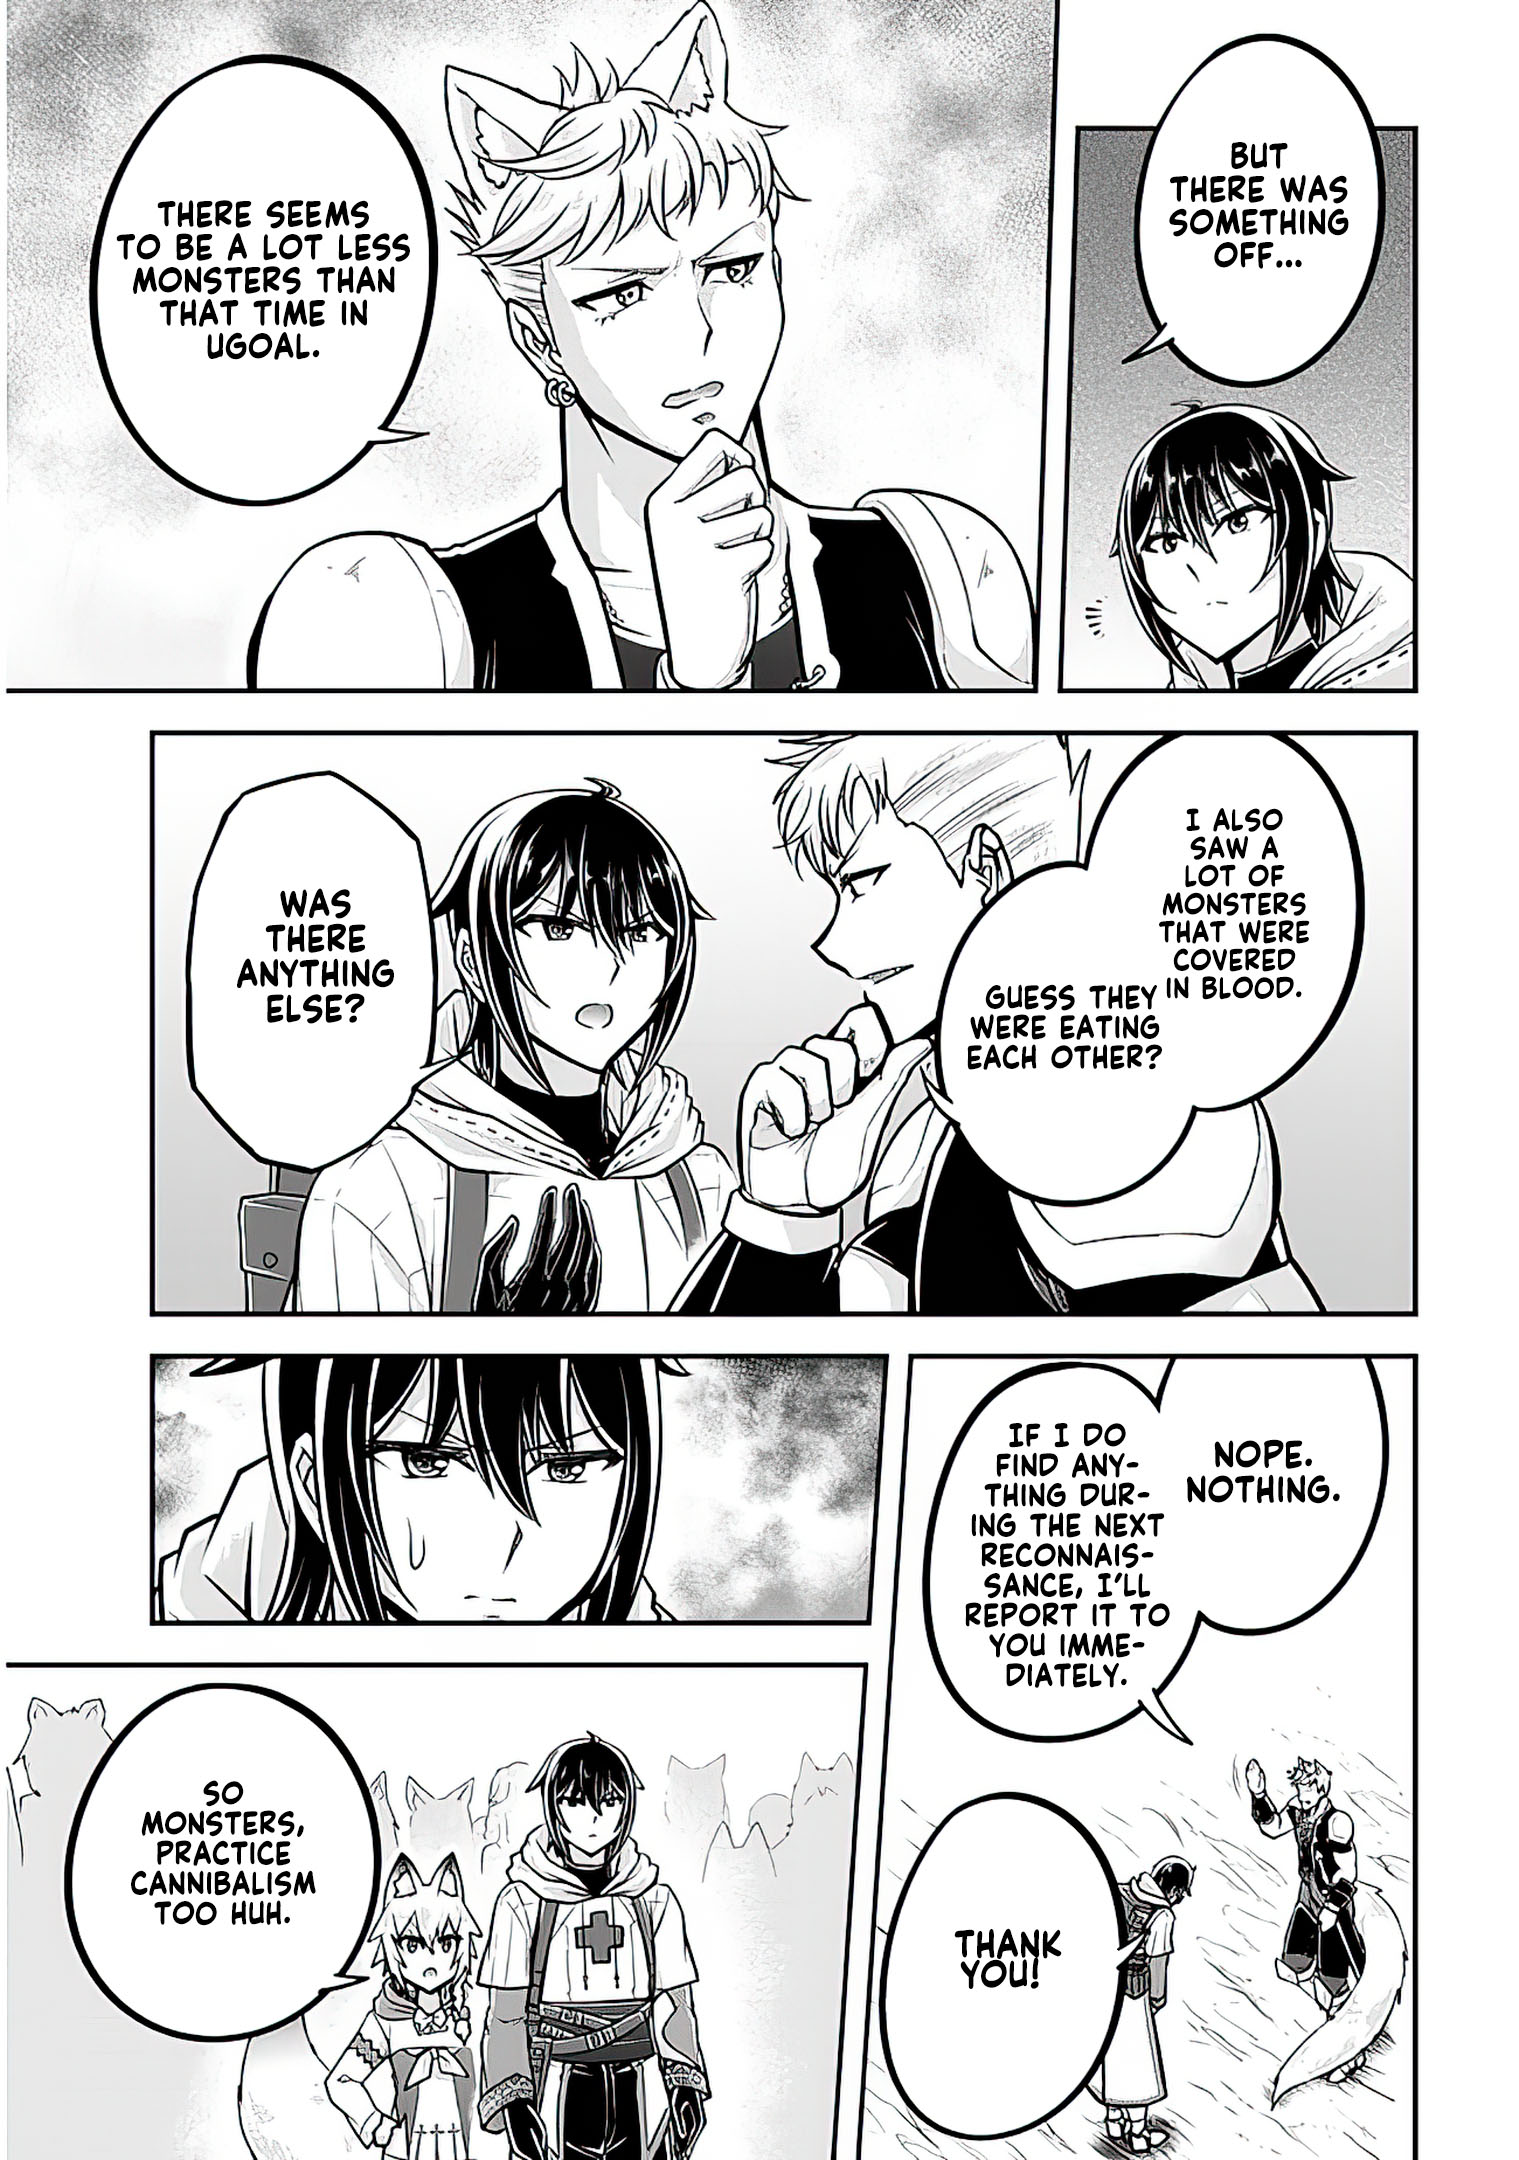 BUT
THERE WAS
SOMETHING
OFF...
THERE SEEMS
TO BE A LOT LESS
MONSTERS THAN
THAT TIME IN
UGOAL.
I ALSO
SAW A
LOT OF
MONSTERS
THAT WERE
COVERED
IN BLOOD.
GUESS THEY
WERE EATING
EACH OTHER?
WAS
THERE
ANYTHING
ELSE?
NOPE.
NOTHING.
IF I DO
FIND ANY-
THING DUR-
ING THE NEXT
RECONNAIS-
SANCE, I'LL
REPORT IT TO
YOU IMME-
DIATELY.
THANK
YOU!
SO
MONSTERS,
PRACTICE
CANNIBALISM
TOO HUH.